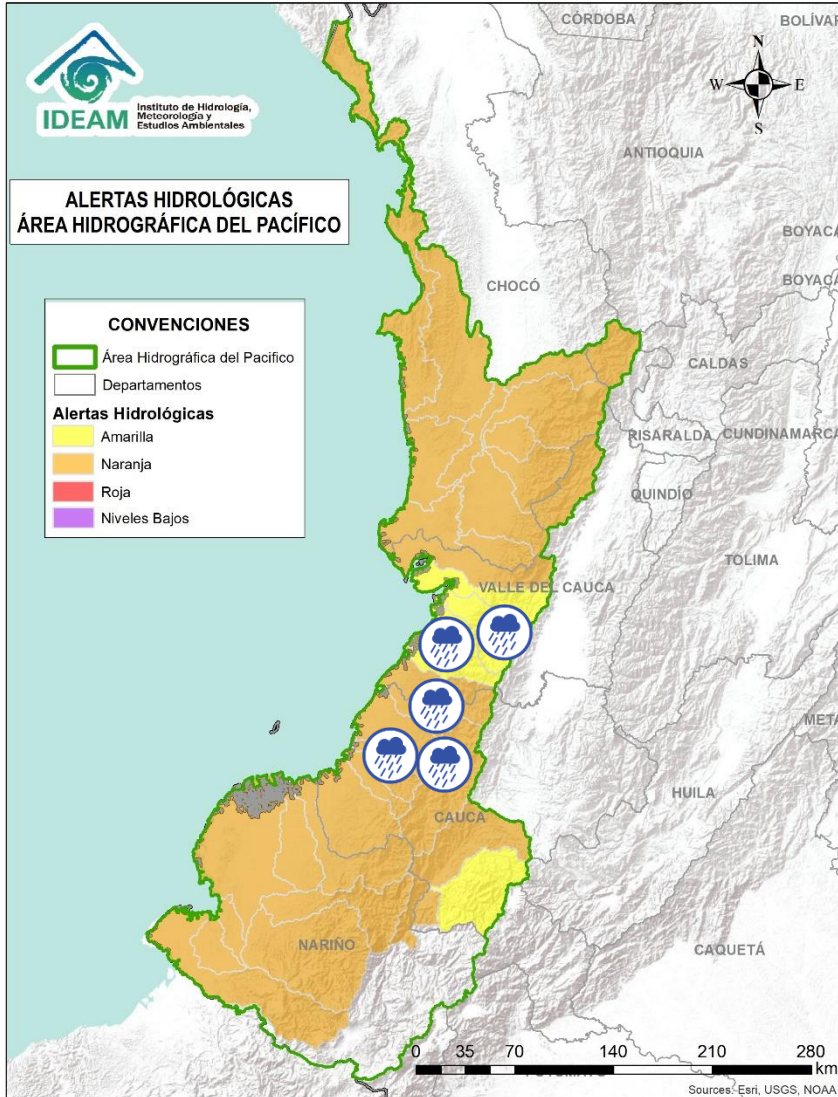 CÓRDOBA
BOLÍVAR
IDEAM
Instituto de Hidrología,
Meteorología y
Estudios Ambientales
N
W
E
S
ANTIOQUIA
ALERTAS HIDROLÓGICAS
ÁREA HIDROGRÁFICA DEL PACÍFICO
BOYACÁ
BOYACÁ
CHOCÓ
CONVENCIONES
Área Hidrográfica del Pacifico
Departamentos
Alertas Hidrológicas
Amarilla
Naranja
Roja
Niveles Bajos
CALDAS
RISARALDA
CUNDINAMARCA
QUINDÍO
TOLIMA
VALLE DEL CAUCA
META
HUILA
CAUCA
NARIÑO
CAQUETÁ
0 35 70 140 210 280
km
Sources: Esri, USGS, NOAA